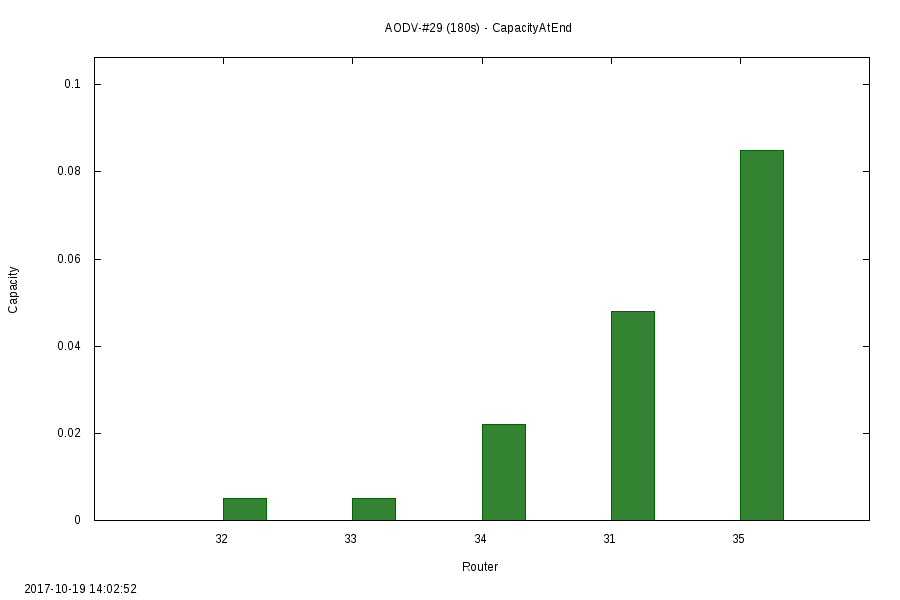 AODV-#29 (180s) - CapacityAtEnd
0.1
0.08
0.06
0.04
0.02
0
Capacity
32 33 34 31 35
Router
2017-10-19 14:02:52